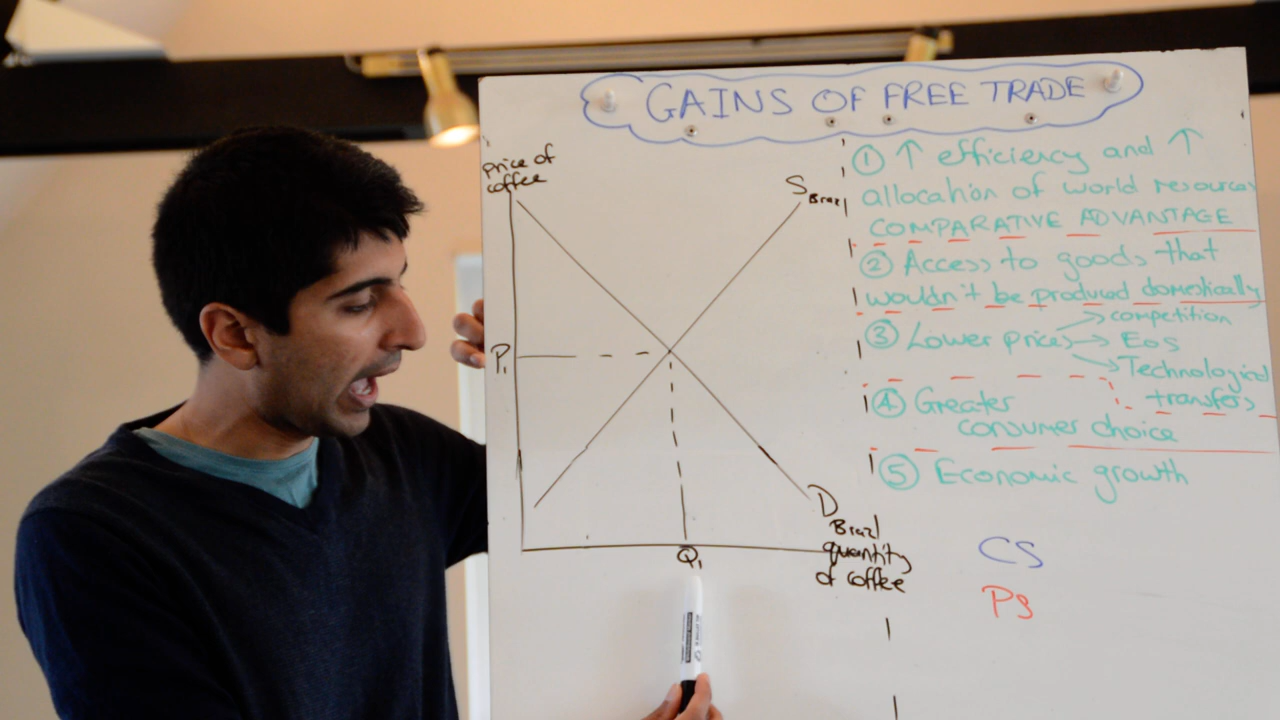 GAINS OF FREE TRADE
price of
coffee
S Brazil
P1
D Brazil
Q1
quantity
of coffee
① ↑ efficiency and ↑
allocation of world resources
COMPARATIVE ADVANTAGE
② Access to goods that
wouldn't be produced domestically
③ Lower prices → competition
→ EoS
→ Technological
transfers
④ Greater
consumer choice
⑤ Economic growth
CS
PS